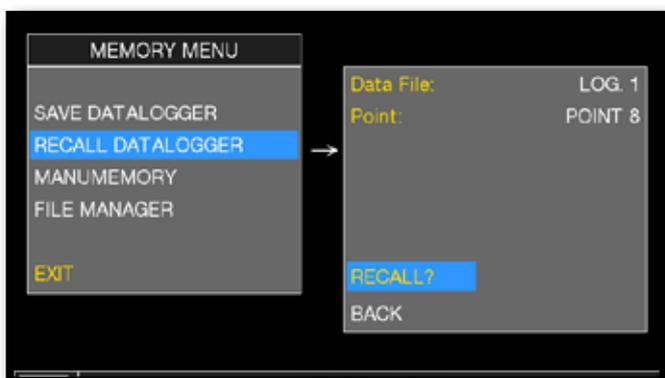 MEMORY MENU
SAVE DATALOGGER
RECALL DATALOGGER
MANUMEMORY
FILE MANAGER
EXIT
→
Data File: LOG. 1
Point: POINT 8
RECALL?
BACK